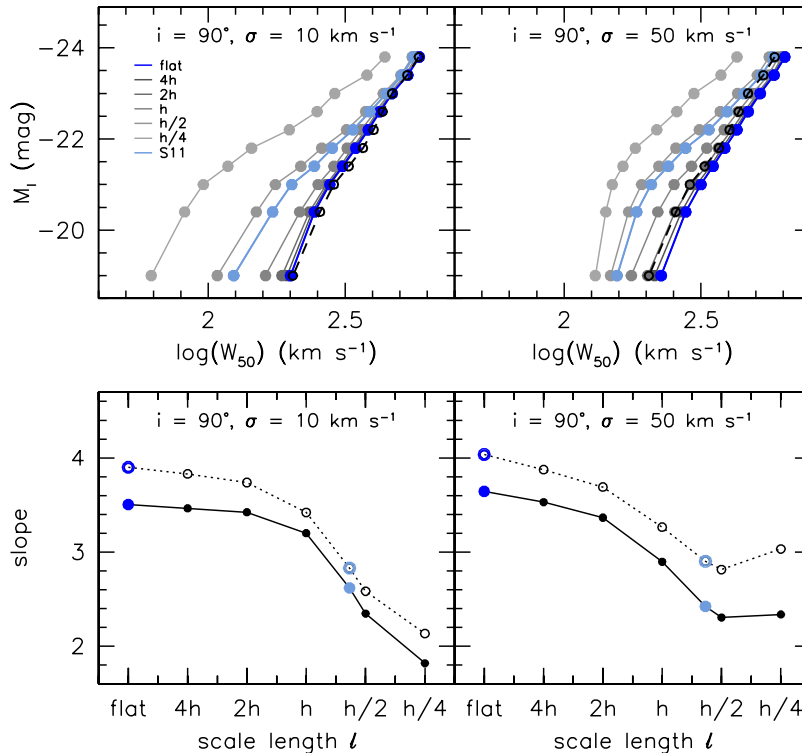 i = 90°, σ = 10 km s⁻¹
i = 90°, σ = 50 km s⁻¹
-24
-22
-20
M_I (mag)
flat
4h
2h
h
h/2
h/4
S11
2
2.5
2
2.5
log(W₅₀) (km s⁻¹)
log(W₅₀) (km s⁻¹)
i = 90°, σ = 10 km s⁻¹
i = 90°, σ = 50 km s⁻¹
4
3
2
slope
flat
4h
2h
h
h/2
h/4
flat
4h
2h
h
h/2
h/4
scale length l
scale length l